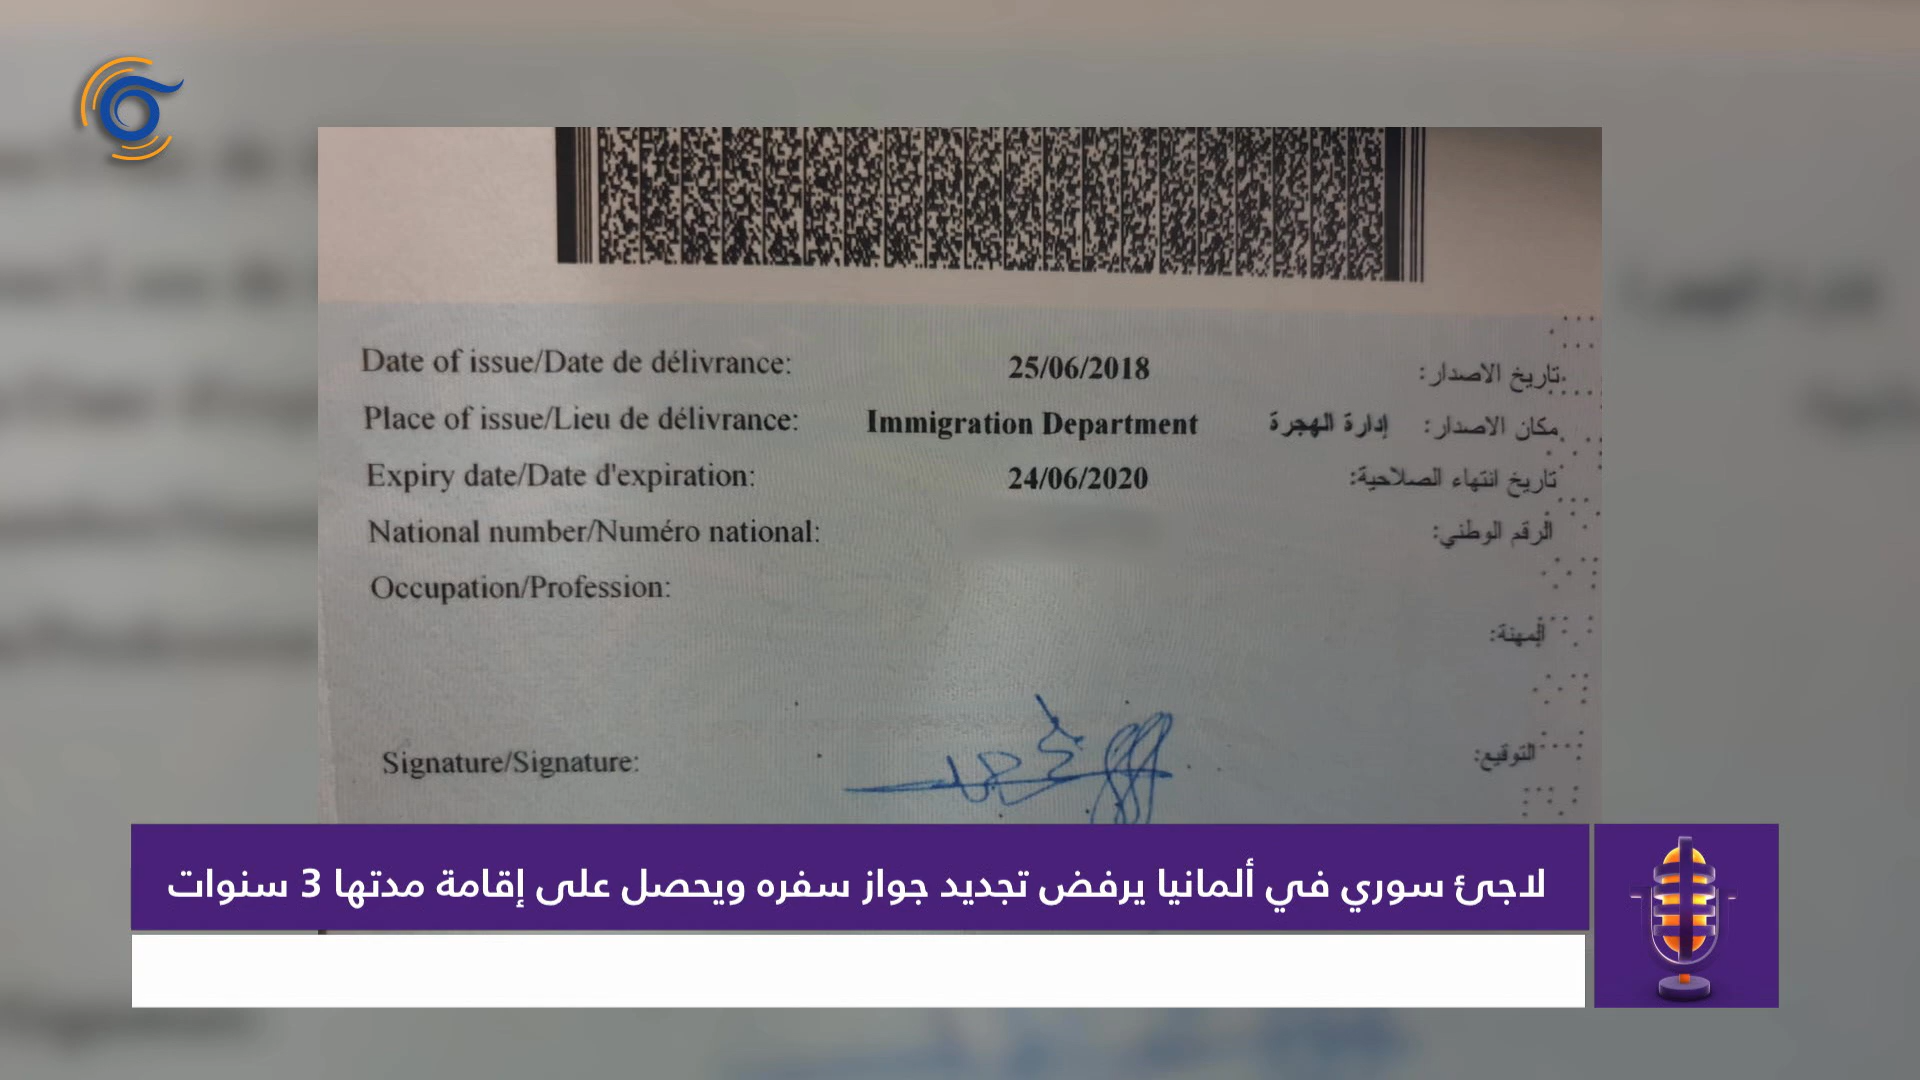 Date of issue/Date de délivrance: 25/06/2018 تاريخ الاصدار:
Place of issue/Lieu de délivrance: Immigration Department إدارة الهجرة مكان الاصدار:
Expiry date/Date d'expiration: 24/06/2020 تاريخ انتهاء الصلاحية:
National number/Numéro national: الرقم الوطني:
Occupation/Profession:
المهنة:
Signature/Signature: التوقيع:
لاجئ سوري في ألمانيا يرفض تجديد جواز سفره ويحصل على إقامة مدتها 3 سنوات